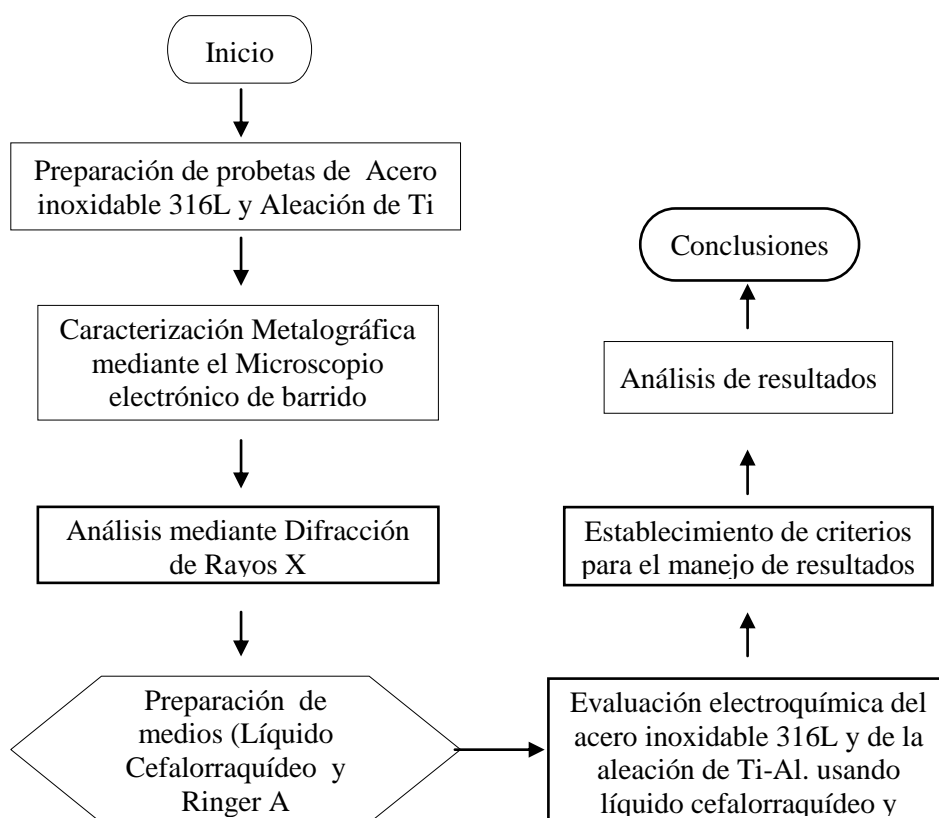 Inicio
Preparación de probetas de Acero
inoxidable 316L y Aleación de Ti
Caracterización Metalográfica
mediante el Microscopio
electrónico de barrido
Análisis mediante Difracción
de Rayos X
Preparación de
medios (Líquido
Cefalorraquídeo y
Ringer A
Evaluación electroquímica del
acero inoxidable 316L y de la
aleación de Ti-Al. usando
líquido cefalorraquídeo y
Establecimiento de criterios
para el manejo de resultados
Análisis de resultados
Conclusiones